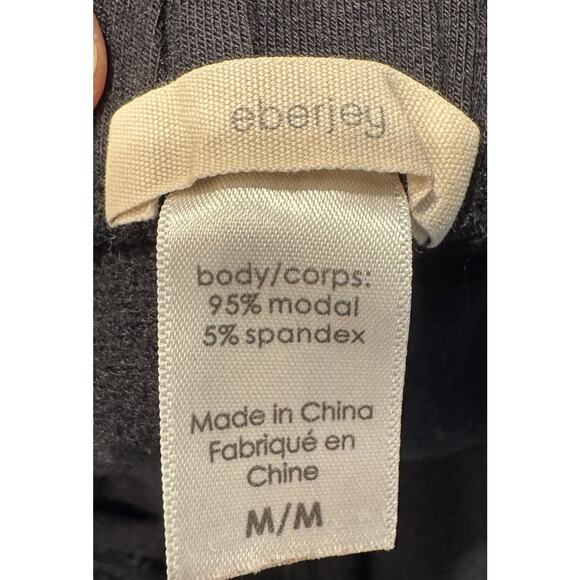 eberjey
body/corps:
95% modal
5% spandex
Made in China
Fabriqué en
Chine
M/M